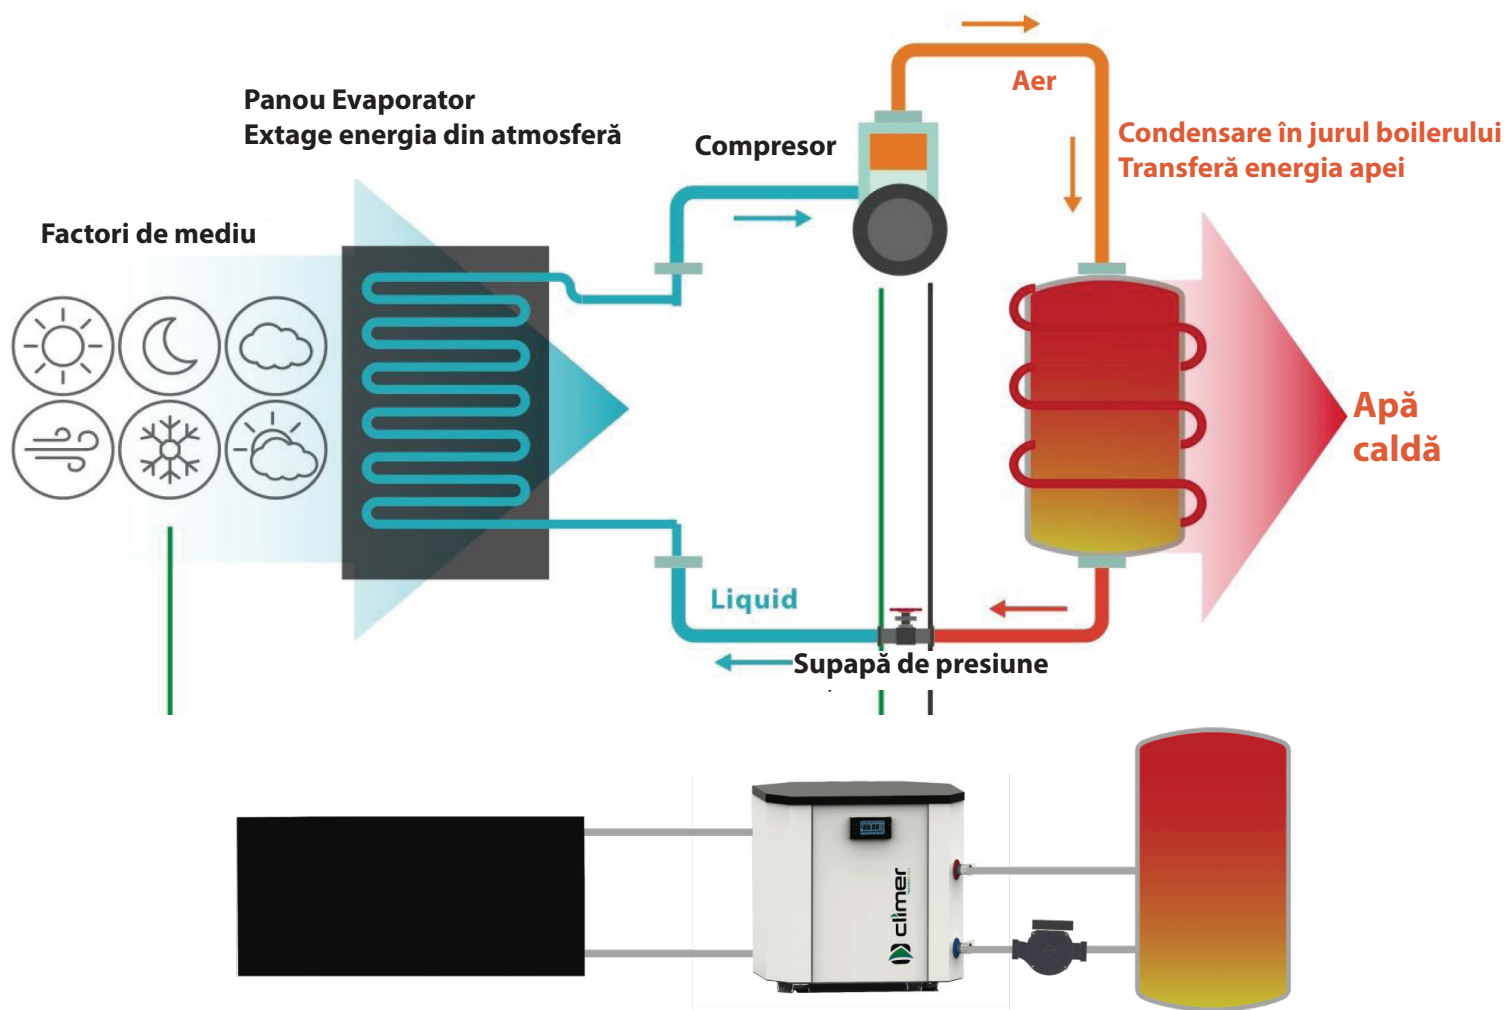 Aer
Panou Evaporator
Extage energia din atmosferă
Compresor
Condensare în jurul boilerului
Transferă energia apei
Factori de mediu
Apă
caldă
Liquid
Supapă de presiune
climer